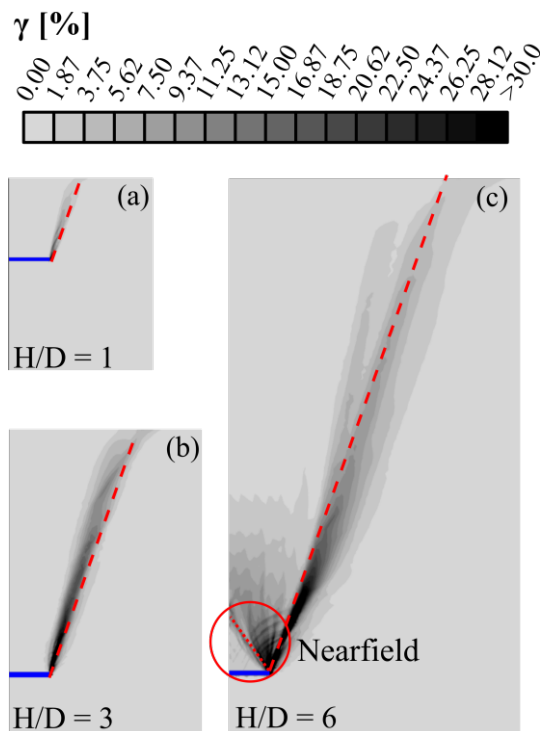 γ [%]
0.00 1.87 3.75 5.62 7.50 9.37 11.25 13.12 15.00 16.87 18.75 20.62 22.50 24.37 26.25 28.12 >30.0
(a)
H/D = 1
(b)
H/D = 3
(c)
Nearfield
H/D = 6